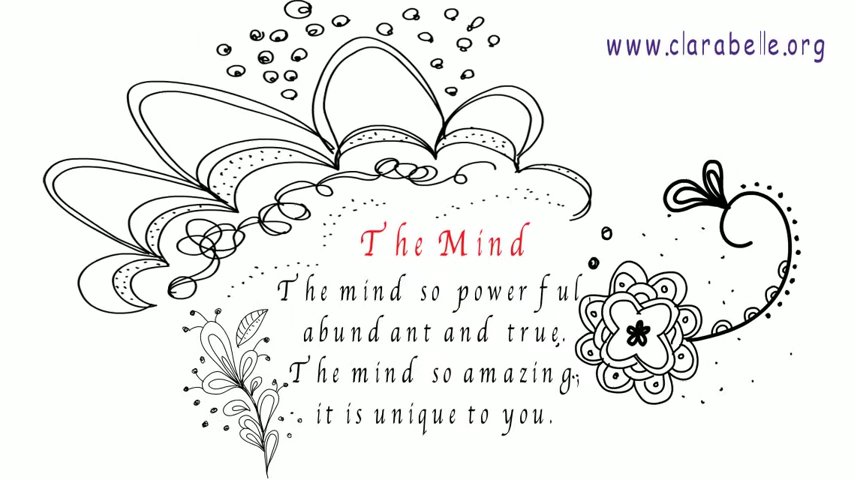 www.clarabelle.org
The Mind
The mind so powerful
abundant and true.
The mind so amazing,
it is unique to you.